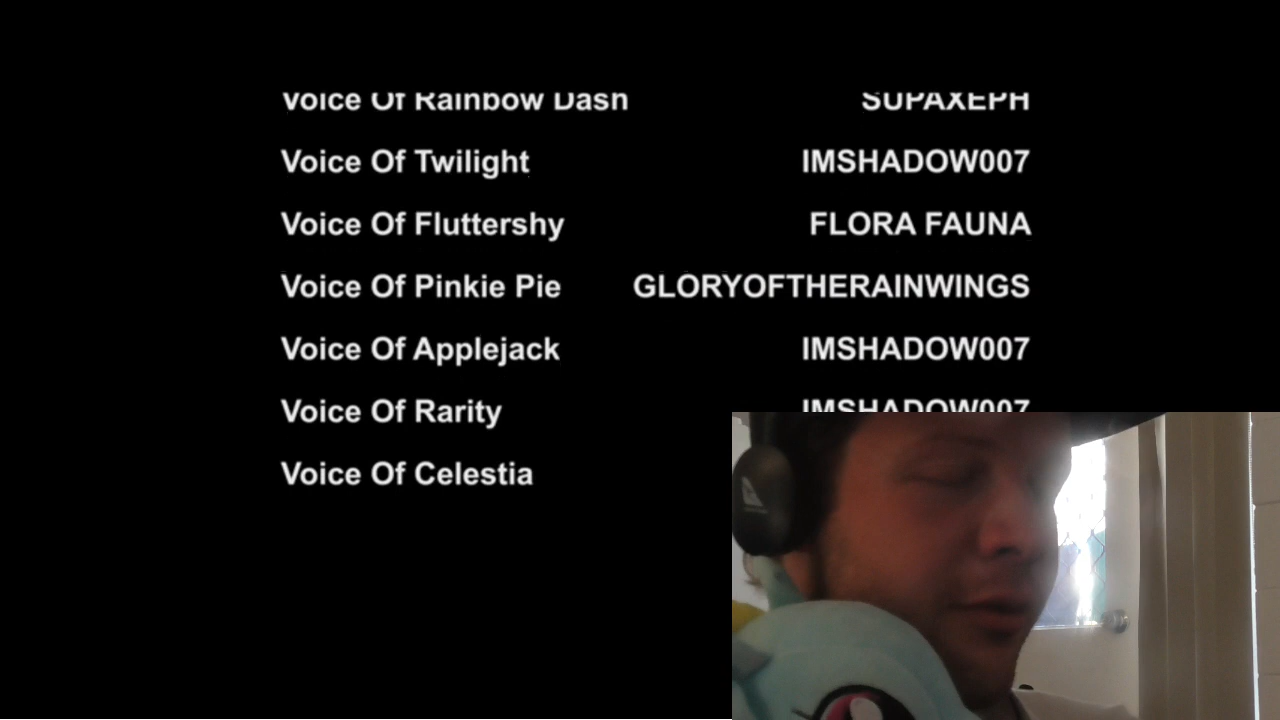 Voice Of Rainbow Dash SUPAXEPH
Voice Of Twilight IMSHADOW007
Voice Of Fluttershy FLORA FAUNA
Voice Of Pinkie Pie GLORYOFTHERAINWINGS
Voice Of Applejack IMSHADOW007
Voice Of Rarity IMSHADOW007
Voice Of Celestia